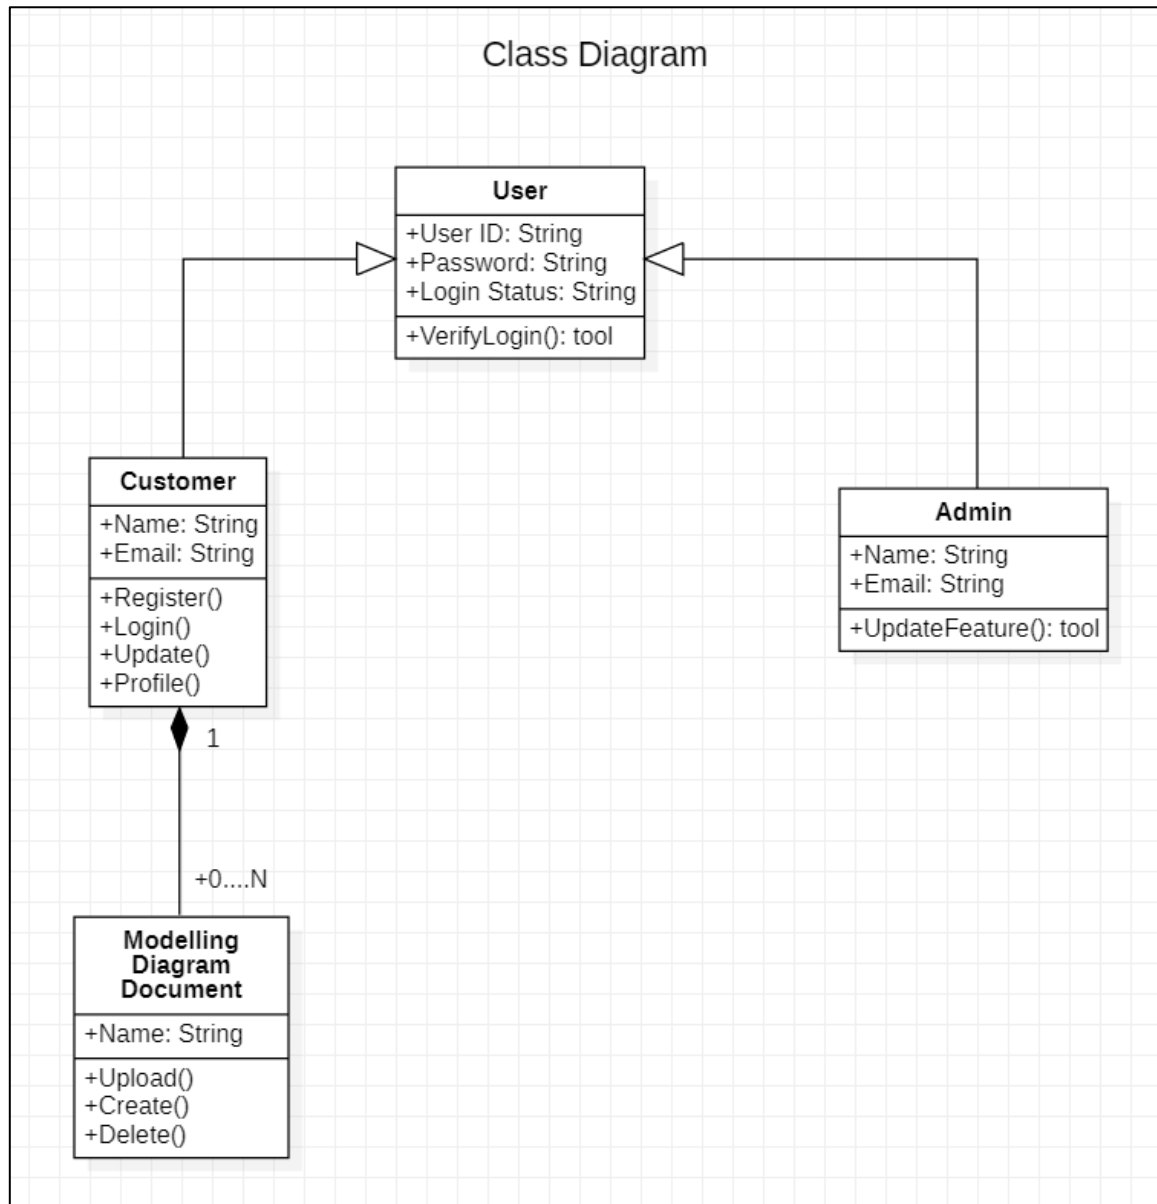 Class Diagram
User
+User ID: String
+Password: String
+Login Status: String
+VerifyLogin(): tool
Customer
+Name: String
+Email: String
+Register()
+Login()
+Update()
+Profile()
Admin
+Name: String
+Email: String
+UpdateFeature(): tool
1
+0....N
Modelling
Diagram
Document
+Name: String
+Upload()
+Create()
+Delete()